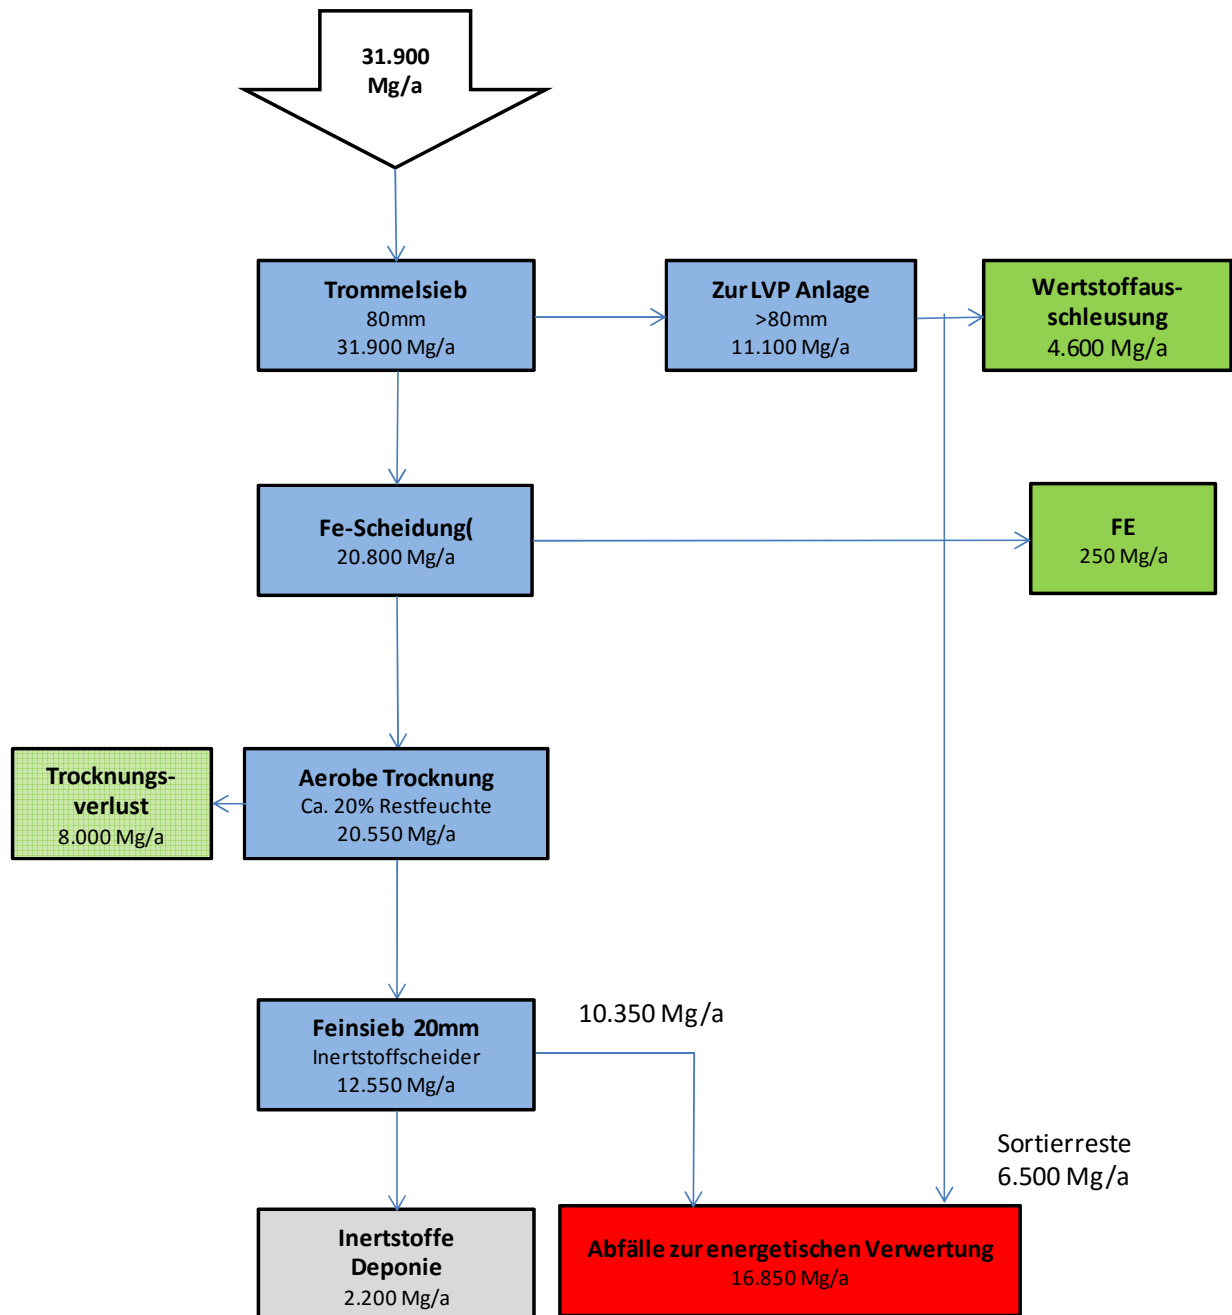 31.900
Mg/a
Trommelsieb
80mm
31.900 Mg/a
Zur LVP Anlage
>80mm
11.100 Mg/a
Wertstoffaus-
schleusung
4.600 Mg/a
Fe-Scheidung(
20.800 Mg/a
FE
250 Mg/a
Trocknungs-
verlust
8.000 Mg/a
Aerobe Trocknung
Ca. 20% Restfeuchte
20.550 Mg/a
Feinsieb 20mm
Inertstoffscheider
12.550 Mg/a
10.350 Mg/a
Sortierreste
6.500 Mg/a
Inertstoffe
Deponie
2.200 Mg/a
Abfälle zur energetischen Verwertung
16.850 Mg/a